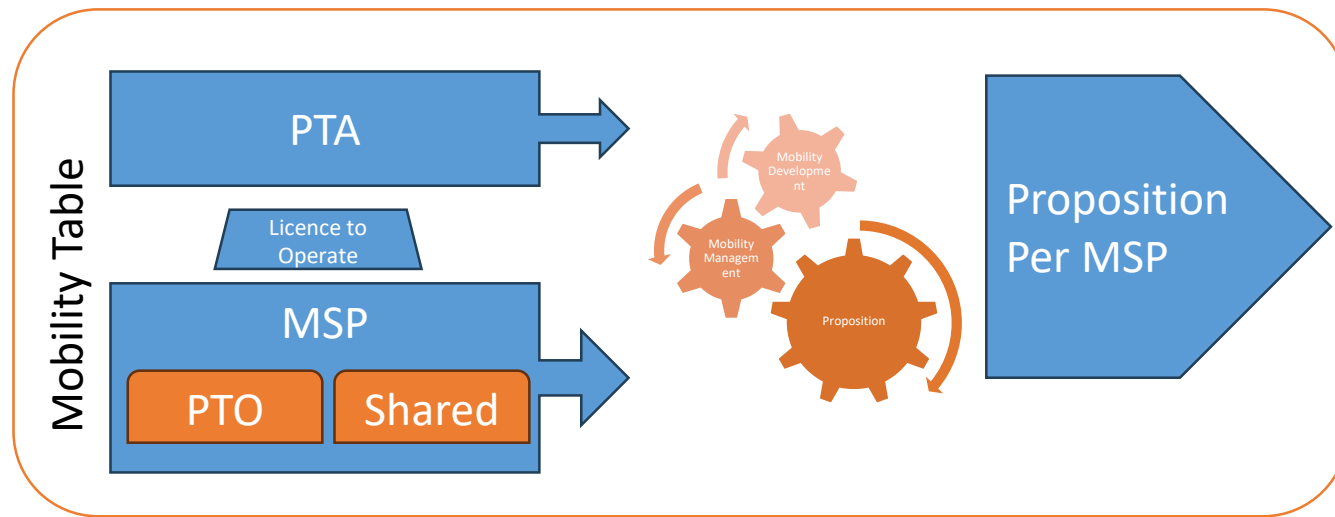 Mobility Table
PTA
Licence to
Operate
MSP
PTO
Shared
Mobility
Developme
nt
Mobility
Managem
ent
Proposition
Proposition
Per MSP